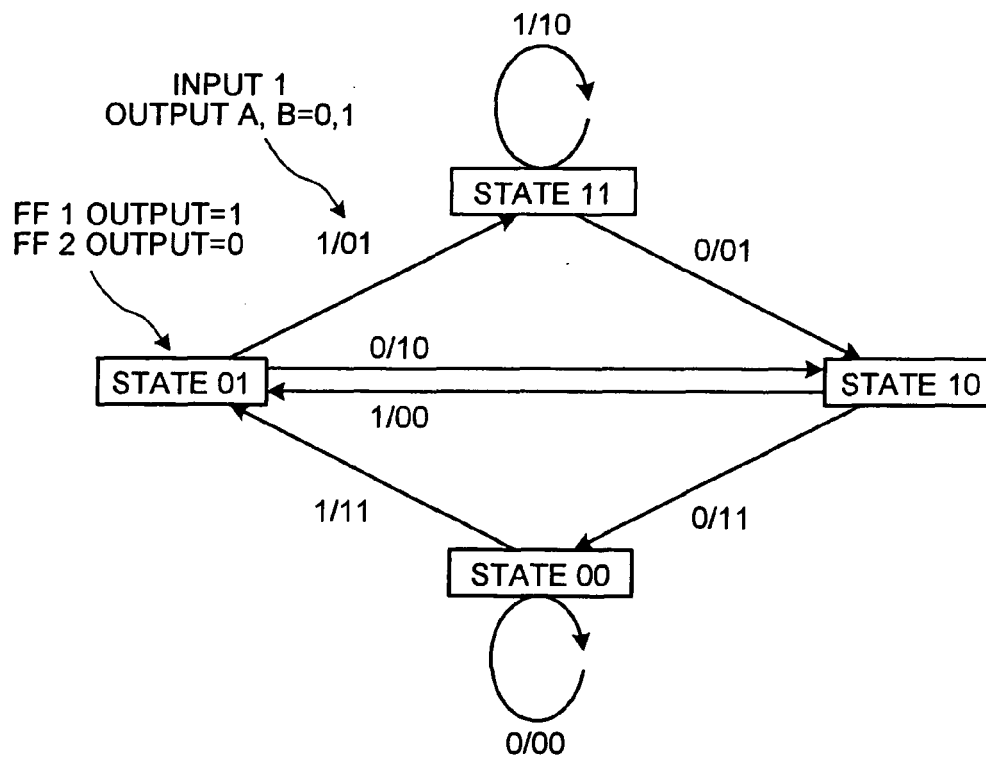 1/10
INPUT 1
OUTPUT A, B=0,1
STATE 11
FF 1 OUTPUT=1
FF 2 OUTPUT=0
1/01
0/01
0/10
STATE 01
STATE 10
1/00
1/11
0/11
STATE 00
0/00